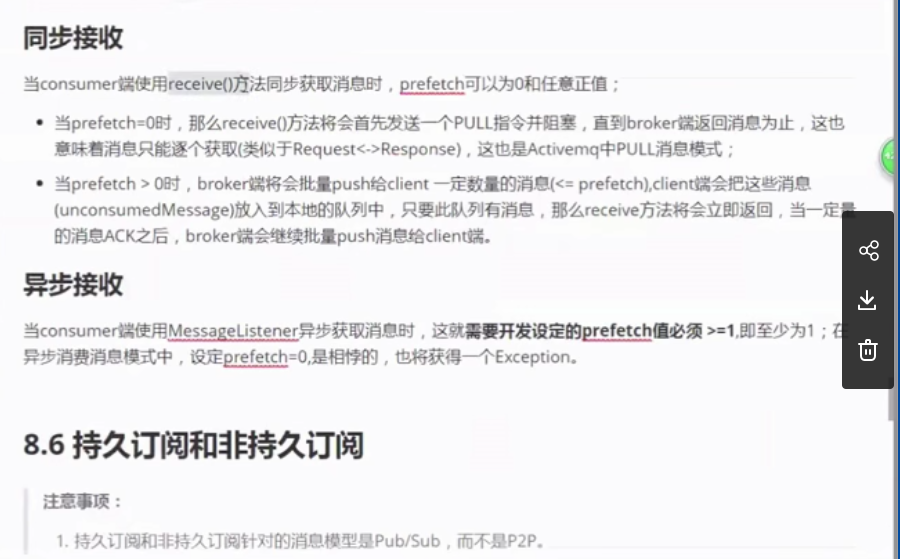 同步接收
当consumer端使用receive()方法同步获取消息时，prefetch可以为0和任意正值；
• 当prefetch=0时，那么receive()方法将会首先发送一个PULL指令并阻塞，直到broker端返回消息为止，这也
意味着消息只能逐个获取(类似于Request<->Response)，这也是Activemq中PULL消息模式；
• 当prefetch > 0时，broker端将会批量push给client 一定数量的消息(<= prefetch),client端会把这些消息
(unconsumedMessage)放入到本地的队列中，只要此队列有消息，那么receive方法将会立即返回，当一定量
的消息ACK之后，broker端会继续批量push消息给client端。
异步接收
当consumer端使用MessageListener异步获取消息时，这就需要开发设定的prefetch值必须 >=1,即至少为1；在
异步消费消息模式中，设定prefetch=0,是相悖的，也将获得一个Exception。
8.6 持久订阅和非持久订阅
注意事项：
1. 持久订阅和非持久订阅针对的消息模型是Pub/Sub，而不是P2P。